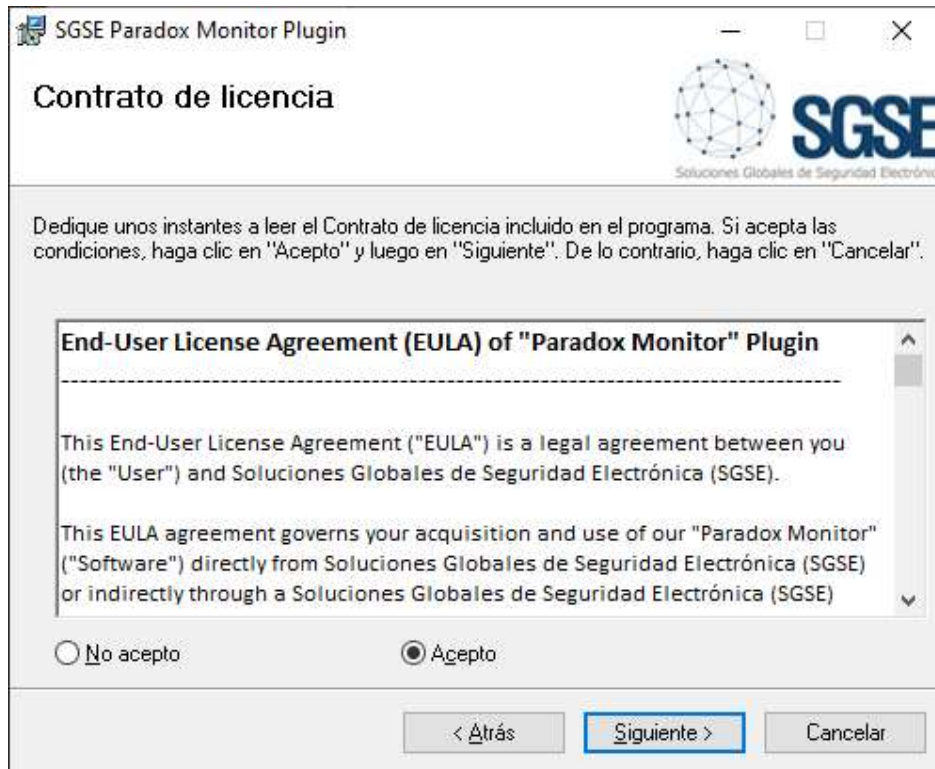 SGSE Paradox Monitor Plugin
Contrato de licencia
SGSE
Soluciones Globales de Seguridad Electrónic
Dedique unos instantes a leer el Contrato de licencia incluido en el programa. Si acepta las
condiciones, haga clic en "Acepto" y luego en "Siguiente". De lo contrario, haga clic en "Cancelar".
End-User License Agreement (EULA) of "Paradox Monitor" Plugin
--------------------------------------------------------------------------------
This End-User License Agreement ("EULA") is a legal agreement between you
(the "User") and Soluciones Globales de Seguridad Electrónica (SGSE).
This EULA agreement governs your acquisition and use of our "Paradox Monitor"
("Software") directly from Soluciones Globales de Seguridad Electrónica (SGSE)
or indirectly through a Soluciones Globales de Seguridad Electrónica (SGSE)
No acepto
Acepto
< Atrás
Siguiente >
Cancelar